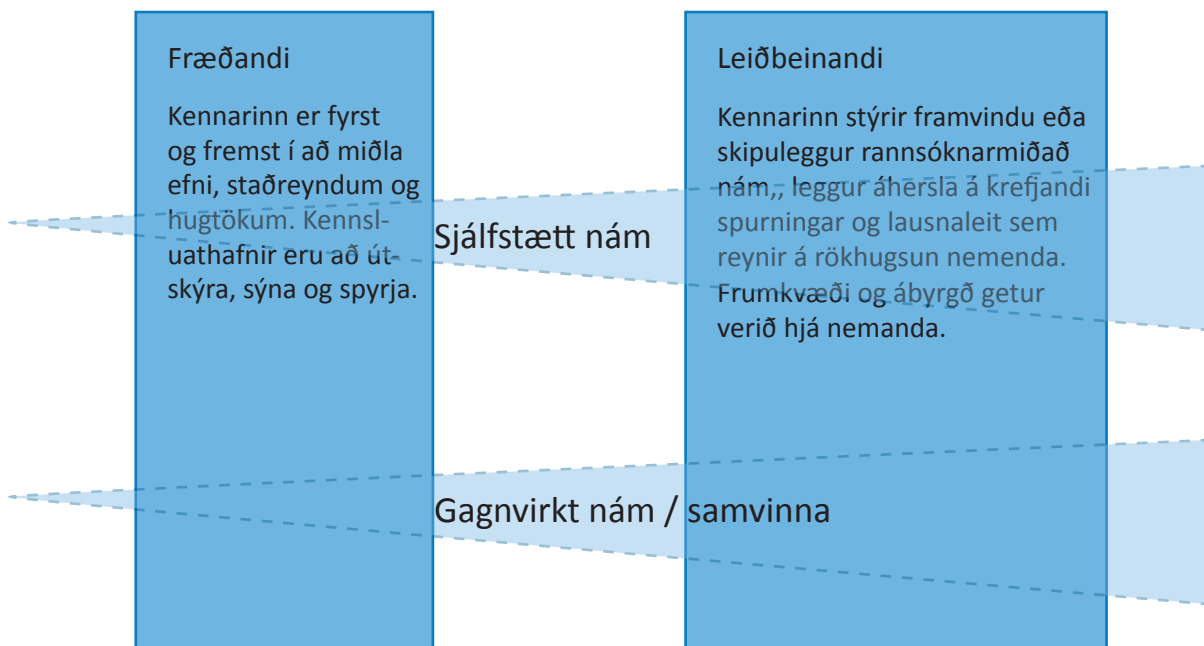 Fræðandi
Kennarinn er fyrst
og fremst í að miðla
efni, staðreyndum og
hugtökum. Kennsl-
uathafnir eru að út-
skýra, sýna og spyrja.
Leiðbeinandi
Kennarinn stýrir framvindu eða
skipuleggur rannsóknarmiðað
nám,, leggur áhersla á krefjandi
spurningar og lausnaleit sem
reynir á rökhugsun nemenda.
Frumkvæði og ábyrgð getur
verið hjá nemanda.
Sjálfstætt nám
Gagnvirkt nám / samvinna